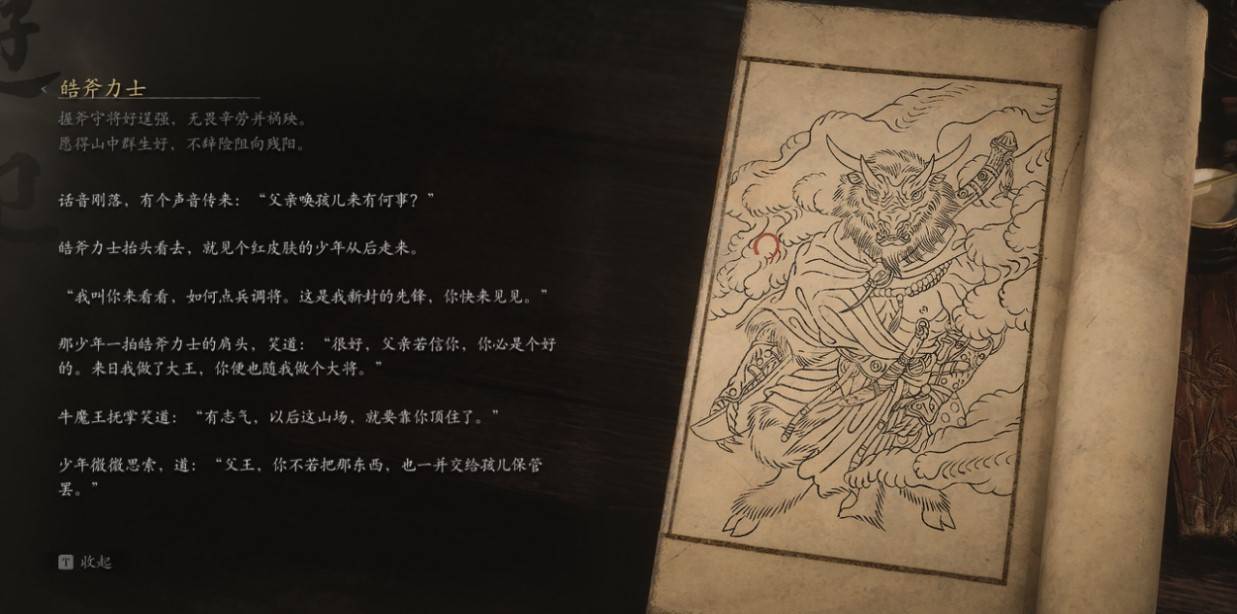 皓斧力士
握斧守将好逞强，无畏辛劳并祸殃。
愿得山中群生好，不辞险阻向残阳。
话音刚落，有个声音传来：“父亲唤孩儿来有何事？”
皓斧力士抬头看去，就见个红皮肤的少年从后走来。
“我叫你来看看，如何点兵调将。这是我新封的先锋，你快来见见。”
那少年一拍皓斧力士的肩头，笑道：“很好，父亲若信你，你必是个好
的。来日我做了大王，你便也随我做个大将。”
牛魔王抚掌笑道：“有志气，以后这山场，就要靠你顶住了。”
少年微微思索，道：“父王，你不若把那东西，也一并交给孩儿保管
罢。”
T 收起